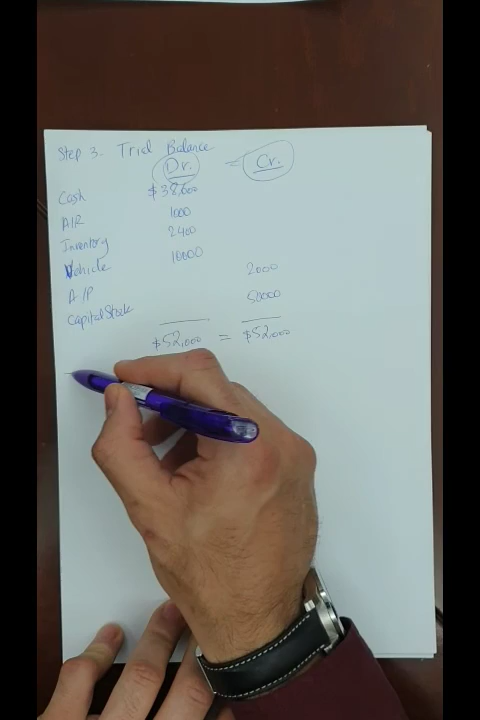 Step 3. Trial Balance
Dr. = Cr.
Cash $38,600
A/R 1000
Inventory 2400
Vehicle 10000
A/P 2000
Capital Stock 50000
$52,000 = $52,000